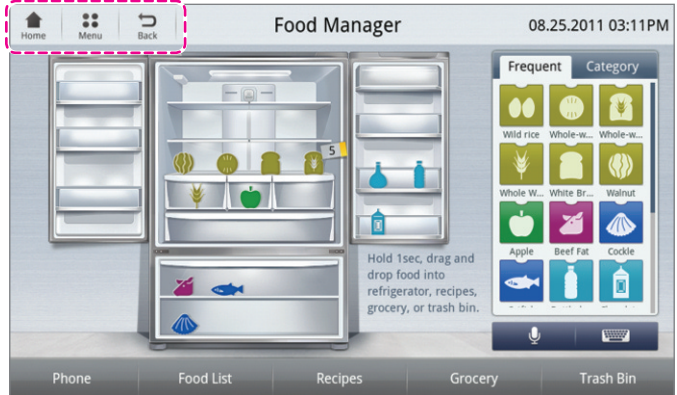 Food Manager
08.25.2011 03:11PM
Home
Menu
Back
Frequent
Category
Wild rice
Whole-w...
Whole-w...
5
Whole W...
White Br...
Walnut
Apple
Beef Fat
Cockle
Hold 1sec, drag and
drop food into
refrigerator, recipes,
grocery, or trash bin.
Phone
Food List
Recipes
Grocery
Trash Bin